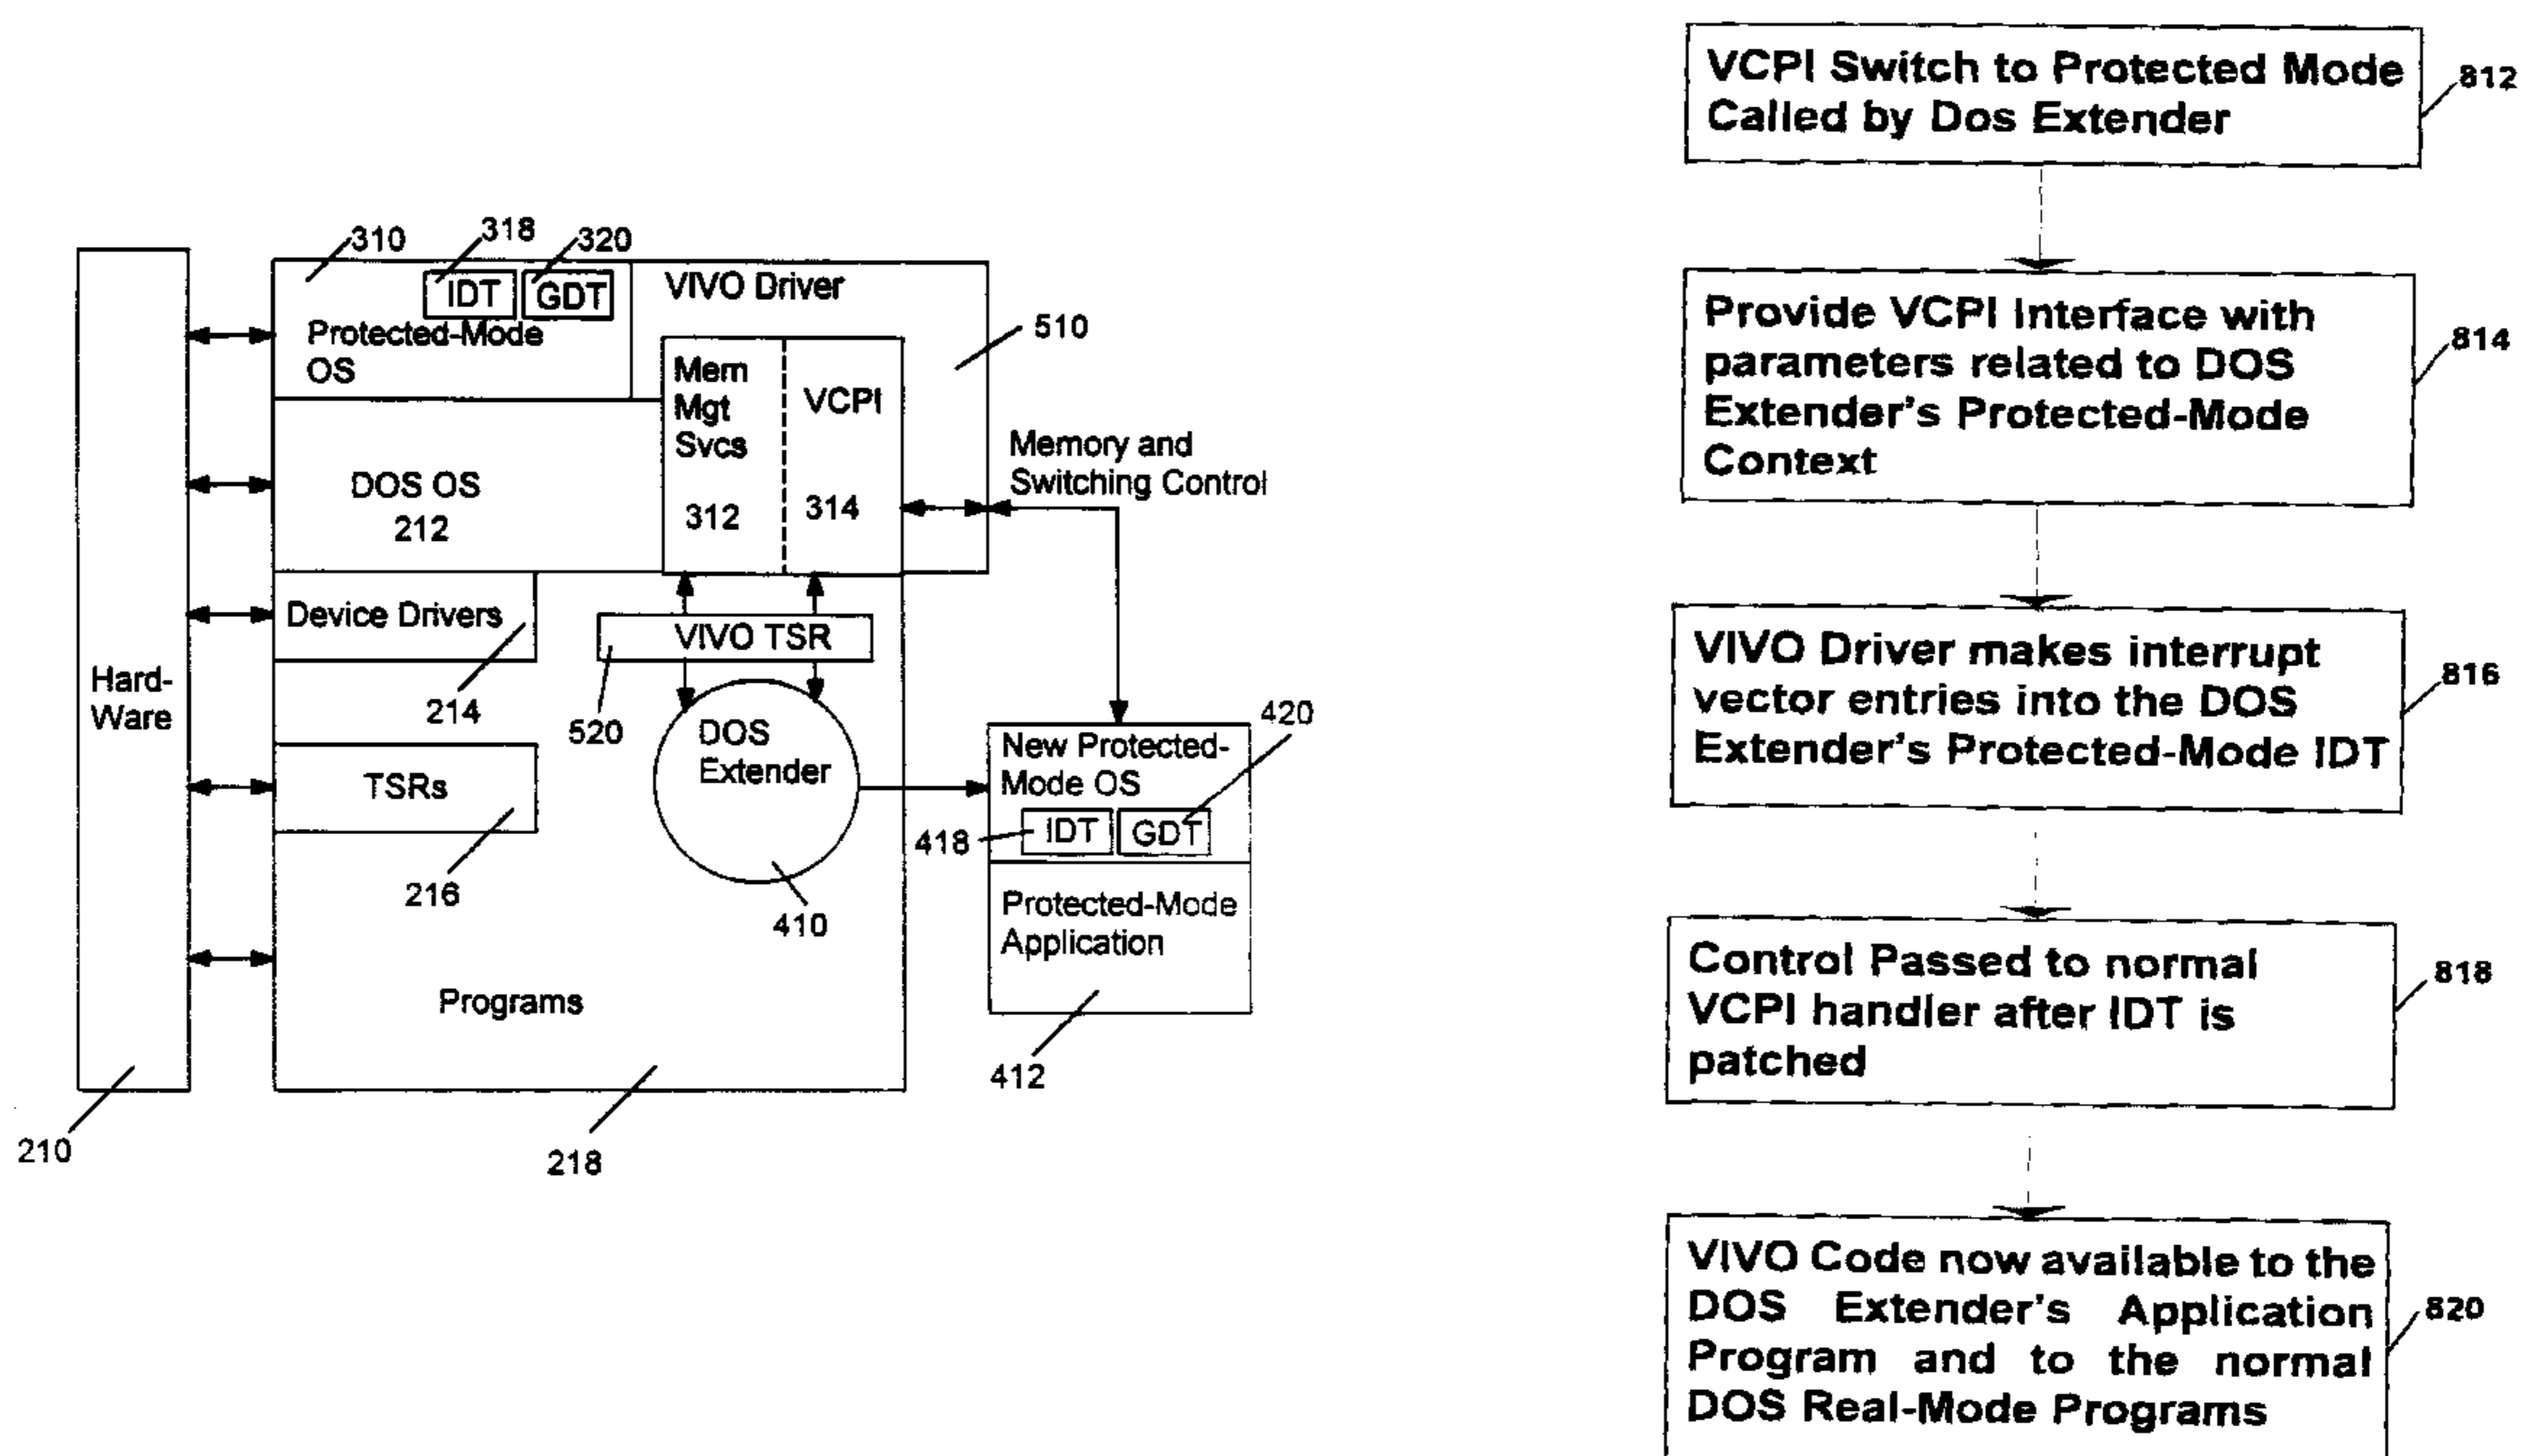 310
318
320
IDT
GDT
VIVO Driver
Protected-Mode
OS
510
Mem
Mgt
Svcs
312
VCPI
314
Memory and
Switching Control
DOS OS
212
Device Drivers
214
VIVO TSR
520
Hard-
Ware
DOS
Extender
410
420
New Protected-
Mode OS
418
IDT
GDT
TSRs
216
Protected-Mode
Application
412
Programs
210
218
VCPI Switch to Protected Mode
Called by Dos Extender
812
Provide VCPI Interface with
parameters related to DOS
Extender's Protected-Mode
Context
814
VIVO Driver makes interrupt
vector entries into the DOS
Extender's Protected-Mode IDT
816
Control Passed to normal
VCPI handler after IDT is
patched
818
VIVO Code now available to the
DOS Extender's Application
Program and to the normal
DOS Real-Mode Programs
820